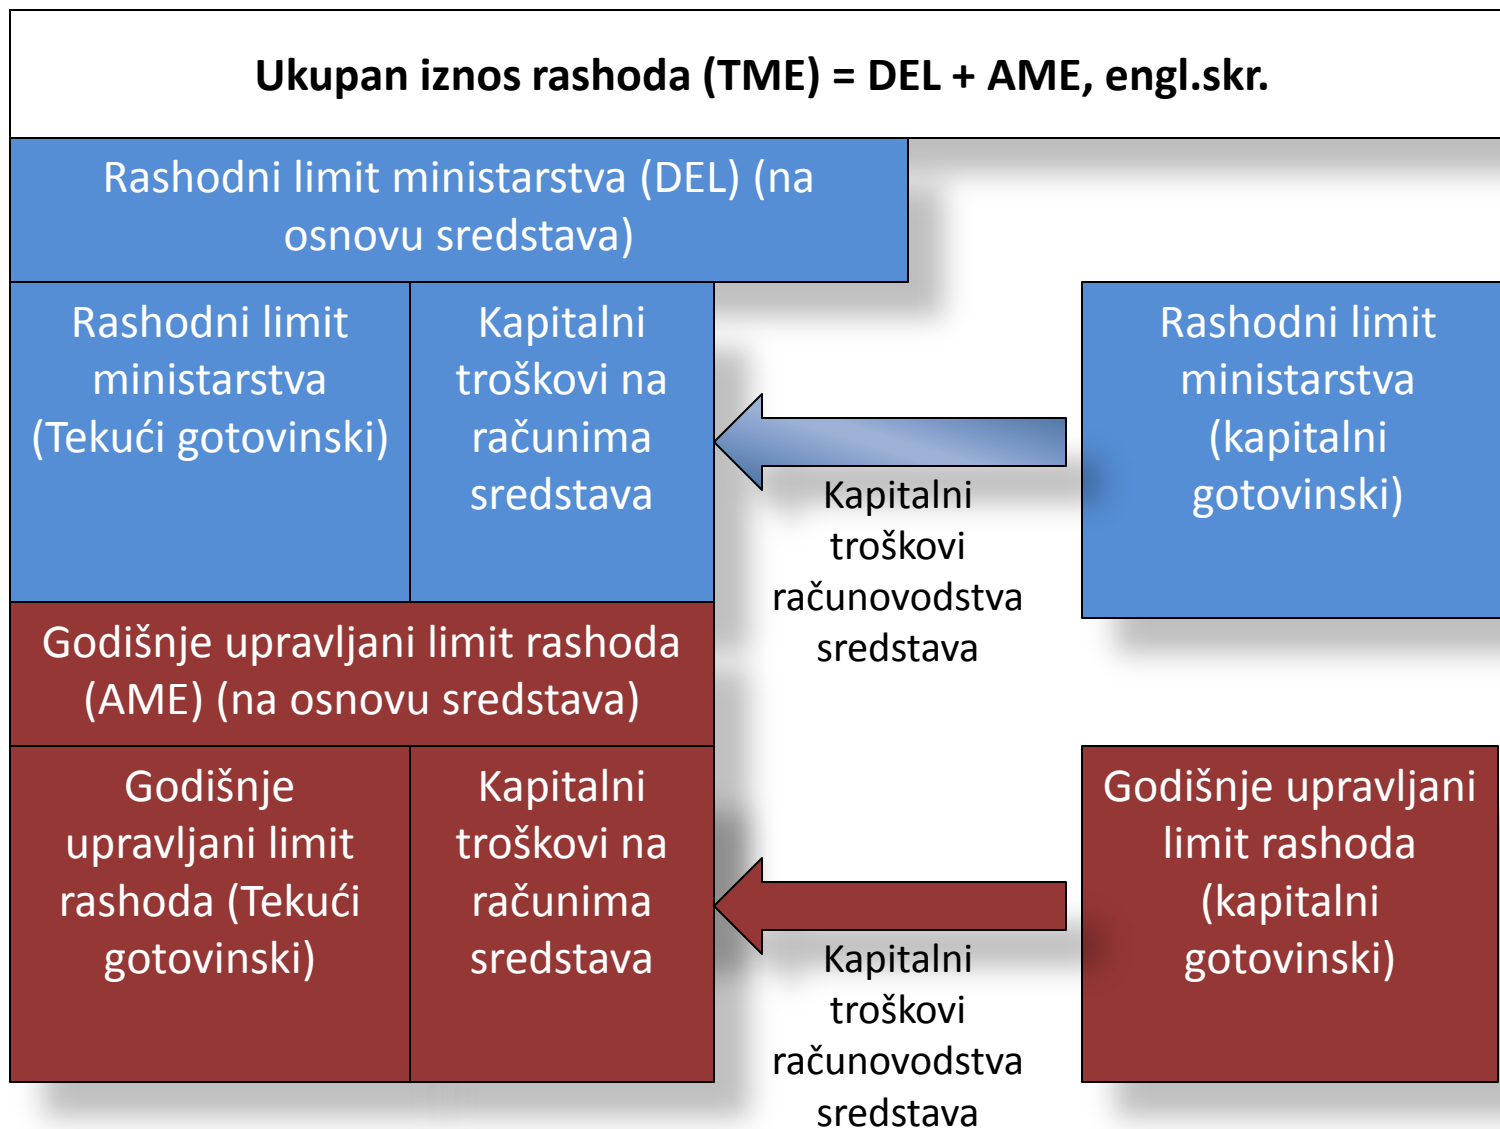 Ukupan iznos rashoda (TME) = DEL + AME, engl.skr.
Rashodni limit ministarstva (DEL) (na
osnovu sredstava)
Rashodni limit
ministarstva
(Tekući gotovinski)
Kapitalni
troškovi na
računima
sredstava
Kapitalni
troškovi
računovodstva
sredstava
Rashodni limit
ministarstva
(kapitalni
gotovinski)
Godišnje upravljani limit rashoda
(AME) (na osnovu sredstava)
Godišnje
upravljani limit
rashoda (Tekući
gotovinski)
Kapitalni
troškovi na
računima
sredstava
Kapitalni
troškovi
računovodstva
sredstava
Godišnje upravljani
limit rashoda
(kapitalni
gotovinski)